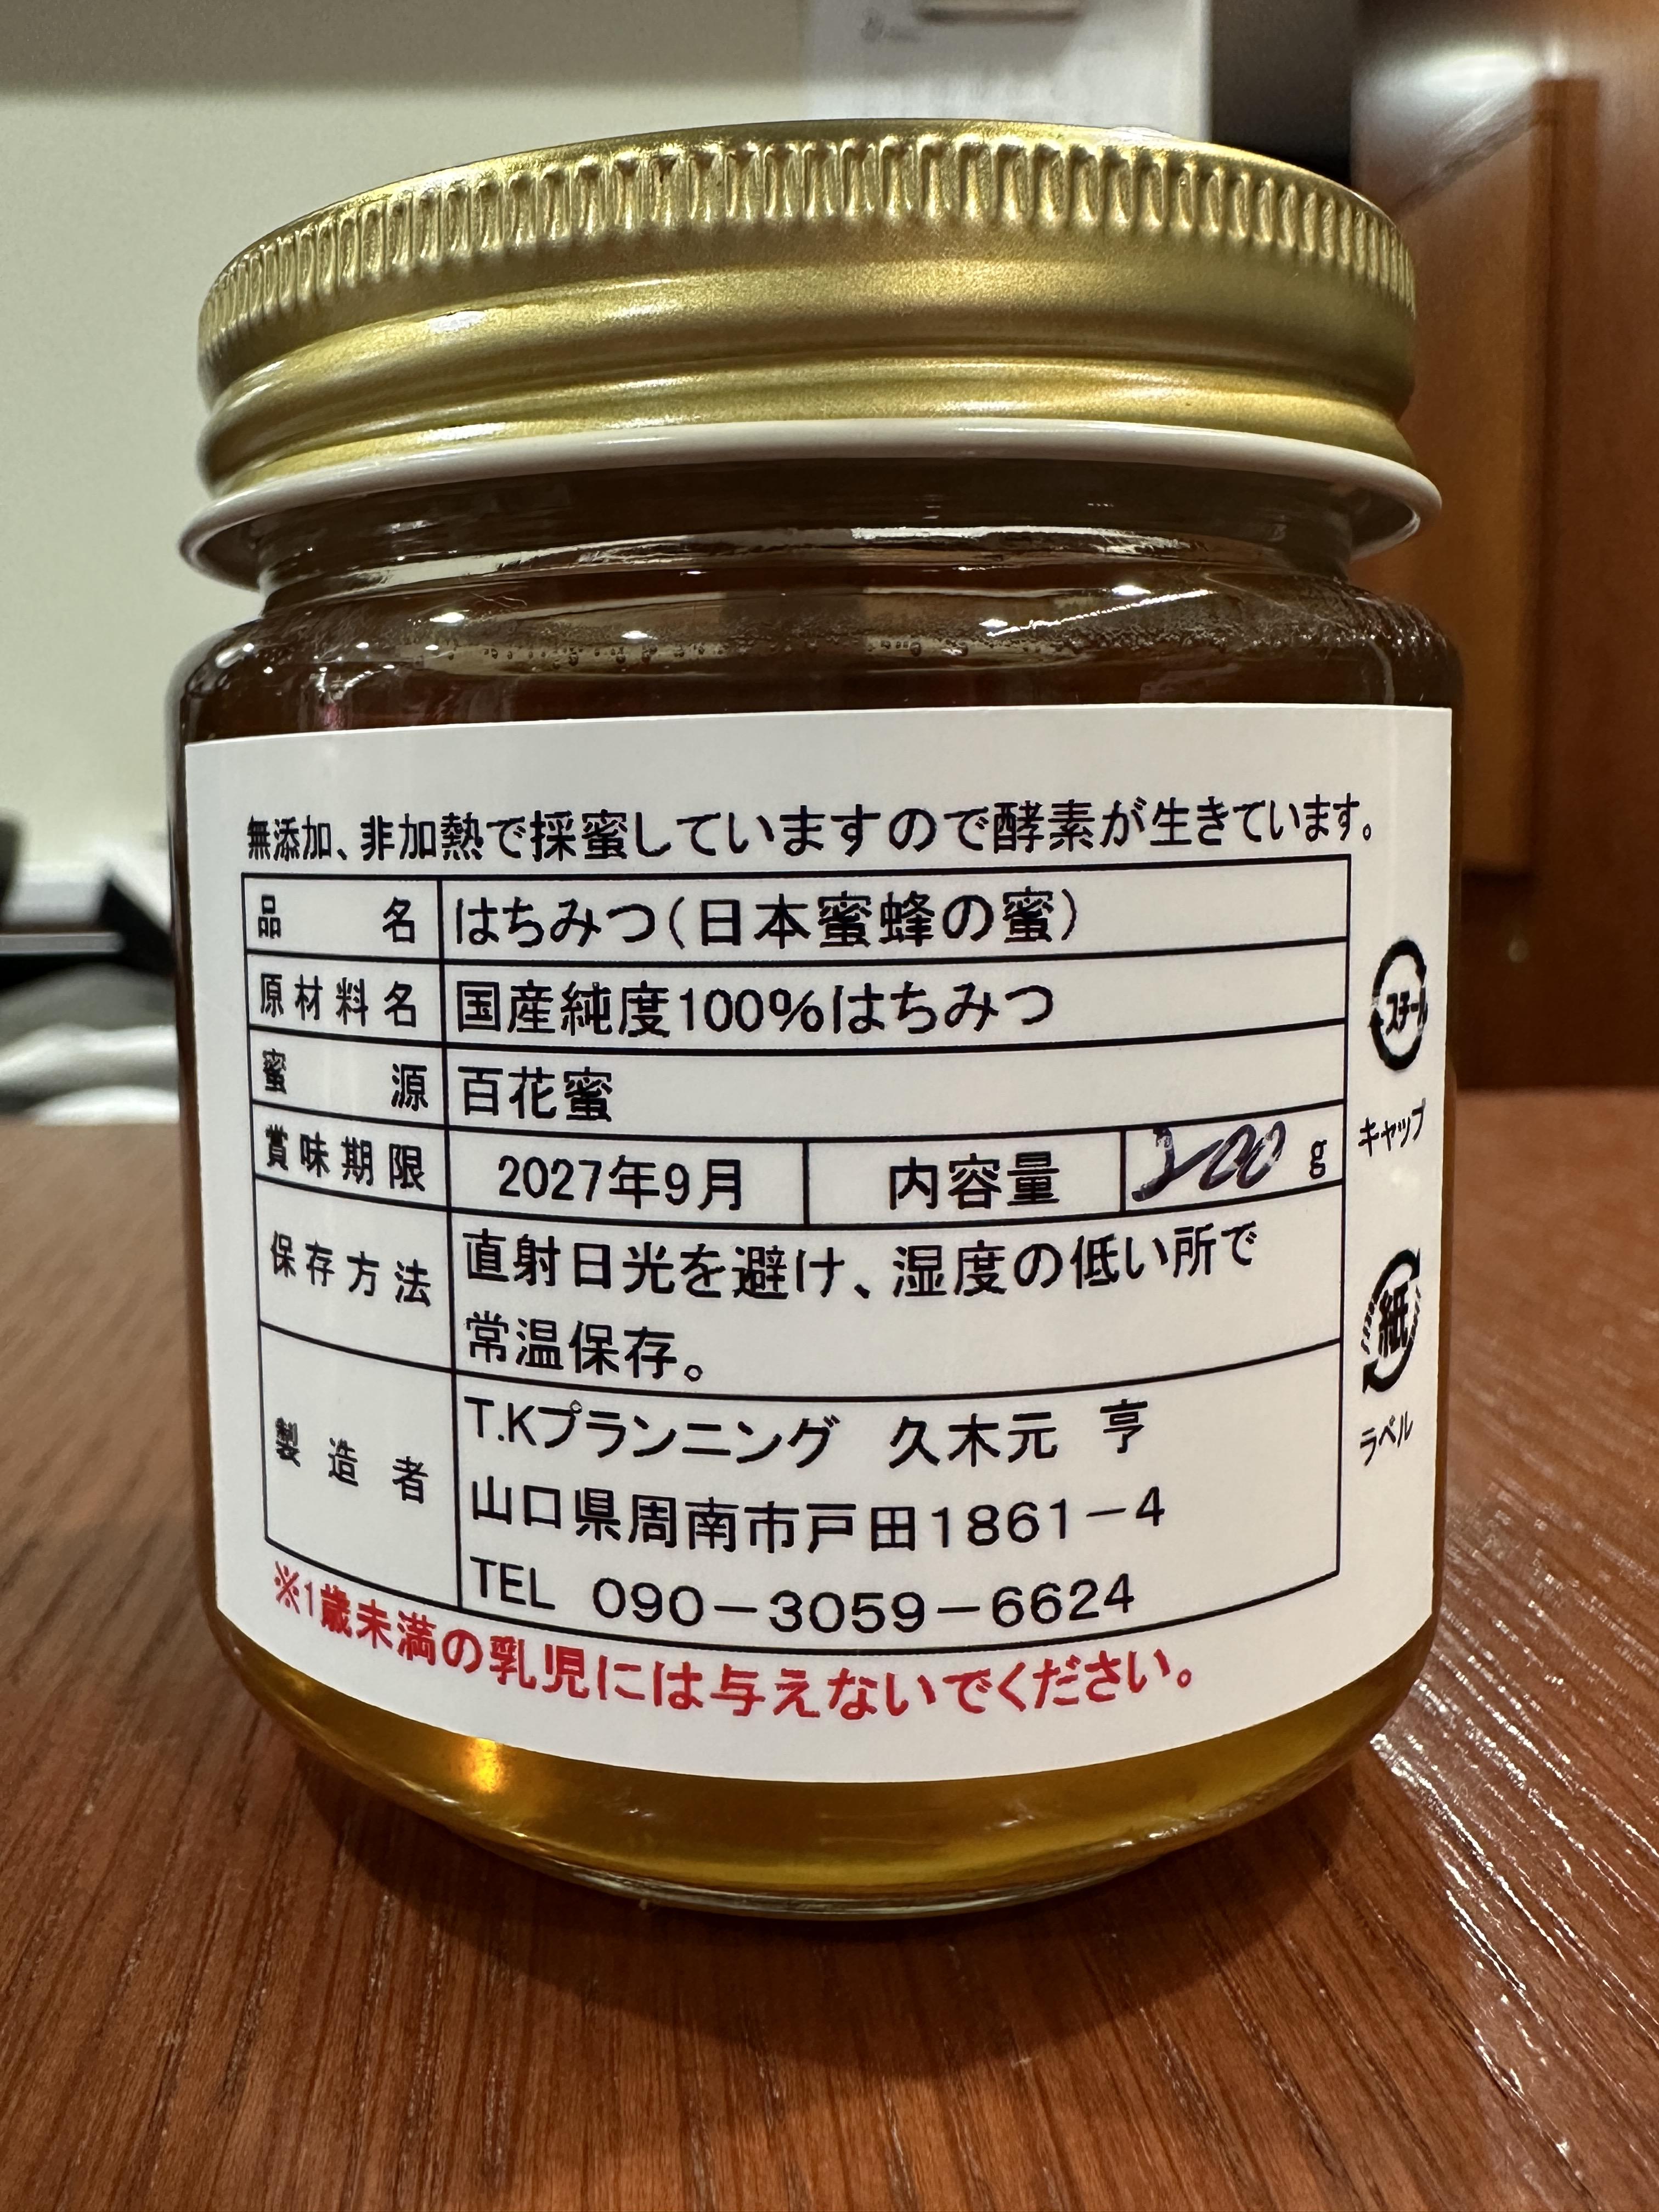 無添加、非加熱で採蜜していますので酵素が生きています。
品名 はちみつ(日本蜜蜂の蜜)
原材料名 国産純度100%はちみつ
蜜源 百花蜜
賞味期限 2027年9月 内容量 200 g
保存方法 直射日光を避け、湿度の低い所で
常温保存。
製造者 T.Kプランニング 久木元 亨
山口県周南市戸田1861-4
TEL 090-3059-6624
※1歳未満の乳児には与えないでください。
スチール
キャップ
紙
ラベル